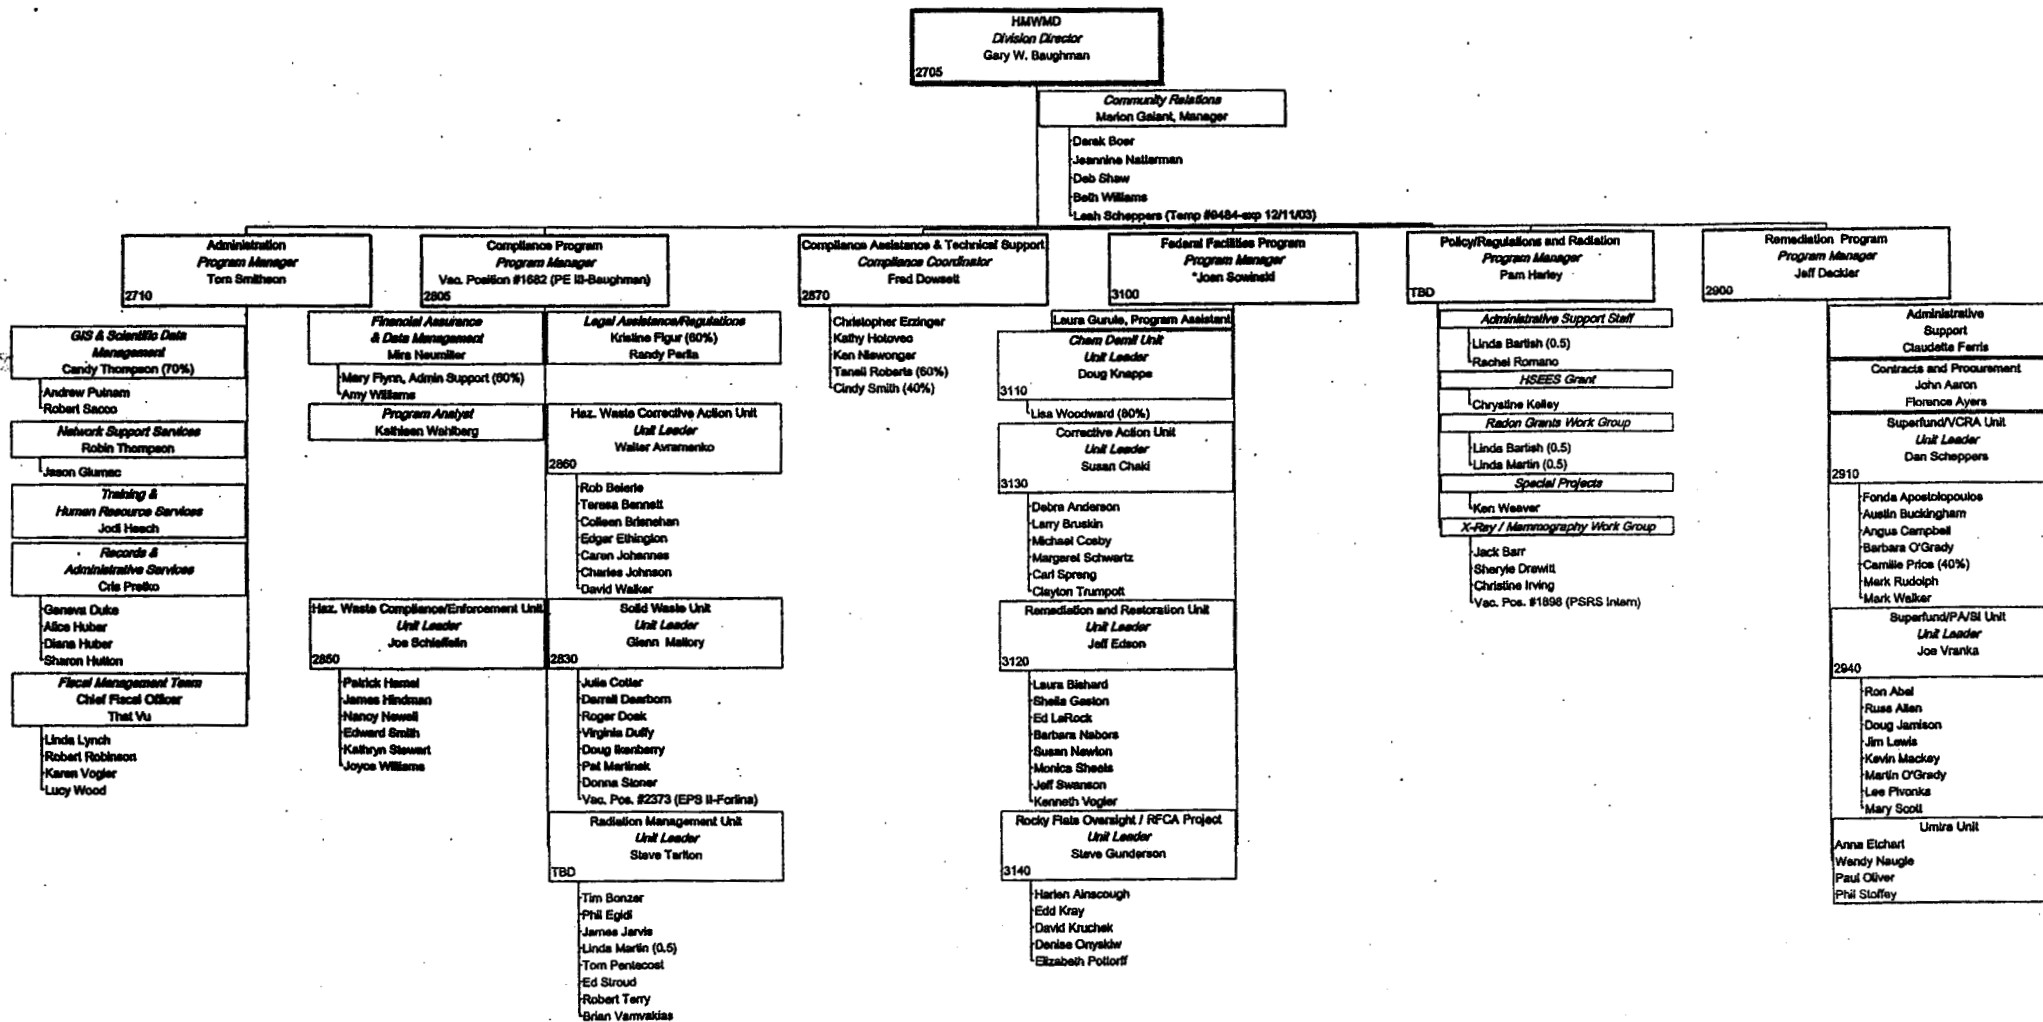 HMWMD
Division Director
Gary W. Baughman
2705
Community Relations
Marion Galant, Manager
Derek Boer
Jeannine Natterman
Deb Shaw
Beth Williams
Leah Scheppers (Temp #9484-exp 12/11/03)
Administration
Program Manager
Tom Smithson
2710
GIS & Scientific Data
Management
Candy Thompson (70%)
Andrew Putnam
Robert Sacco
Network Support Services
Robin Thompson
Jason Glumac
Training &
Human Resource Services
Jodi Heech
Records &
Administrative Services
Cris Pretko
Geneva Duke
Alice Huber
Diana Huber
Sharon Hutton
Fiscal Management Team
Chief Fiscal Officer
That Vu
Linda Lynch
Robert Robinson
Karen Vogler
Lucy Wood
Compliance Program
Program Manager
Vac. Position #1682 (PE III-Baughman)
2805
Financial Assurance
& Data Management
Mira Neumiller
Mary Flynn, Admin Support (60%)
Amy Williams
Program Analyst
Kathleen Wahlberg
Haz. Waste Compliance/Enforcement Unit
Unit Leader
Joe Schieffelin
2850
Patrick Hamel
James Hindman
Nancy Newell
Edward Smith
Kathryn Stewart
Joyce Williams
Legal Assistance/Regulations
Kristine Figur (60%)
Randy Perila
Haz. Waste Corrective Action Unit
Unit Leader
Walter Avramenko
2860
Rob Beierle
Teresa Bennett
Colleen Brisnehan
Edger Ethington
Caren Johannes
Charles Johnson
David Walker
Solid Waste Unit
Unit Leader
Glenn Mallory
2830
Julie Cotter
Darrell Dearborn
Roger Doak
Virginia Duffy
Doug Ikenberry
Pat Martinek
Donna Stoner
Vac. Pos. #2373 (EPS II-Forlina)
Radiation Management Unit
Unit Leader
Steve Tarlton
TBD
Tim Bonzer
Phil Egidi
James Jarvis
Linda Martin (0.5)
Tom Pentecost
Ed Stroud
Robert Terry
Brian Vamvakias
Compliance Assistance & Technical Support
Compliance Coordinator
Fred Dowsett
2870
Christopher Erzinger
Kathy Holovec
Ken Niswonger
Taneil Roberts (60%)
Cindy Smith (40%)
Federal Facilities Program
Program Manager
*Joan Sowinski
3100
Laura Gurule, Program Assistant
Chem Demil Unit
Unit Leader
Doug Knappe
3110
Lisa Woodward (80%)
Corrective Action Unit
Unit Leader
Susan Chaki
3130
Debra Anderson
Larry Bruskin
Michael Cosby
Margeret Schwartz
Carl Spreng
Clayton Trumpolt
Remediation and Restoration Unit
Unit Leader
Jeff Edson
3120
Laura Bishard
Sheila Gaston
Ed LaRock
Barbara Nabors
Susan Newton
Monica Sheets
Jeff Swanson
Kenneth Vogler
Rocky Flats Oversight / RFCA Project
Unit Leader
Steve Gunderson
3140
Harlen Ainscough
Edd Kray
David Kruchek
Denise Onyskiw
Elizabeth Pottorff
Policy/Regulations and Radiation
Program Manager
Pam Harley
TBD
Administrative Support Staff
Linda Bartish (0.5)
Rachel Romano
HSEES Grant
Chrystine Kelley
Radon Grants Work Group
Linda Bartish (0.5)
Linda Martin (0.5)
Special Projects
Ken Weaver
X-Ray / Mammography Work Group
Jack Barr
Sheryle Drewitt
Christine Irving
Vac. Pos. #1898 (PSRS Intern)
Remediation Program
Program Manager
Jeff Deckler
2900
Administrative
Support
Claudette Ferris
Contracts and Procurement
John Aaron
Florence Ayers
Superfund/VCRA Unit
Unit Leader
Dan Scheppers
2910
Fonda Apostolopoulos
Austin Buckingham
Angus Campbell
Barbara O'Grady
Camille Price (40%)
Mark Rudolph
Mark Walker
Superfund/PA/SI Unit
Unit Leader
Joe Vranka
2940
Ron Abel
Russ Allen
Doug Jamison
Jim Lewis
Kevin Mackey
Martin O'Grady
Lee Pivonka
Mary Scott
Umtra Unit
Anna Etchart
Wendy Naugle
Paul Oliver
Phil Stoffey